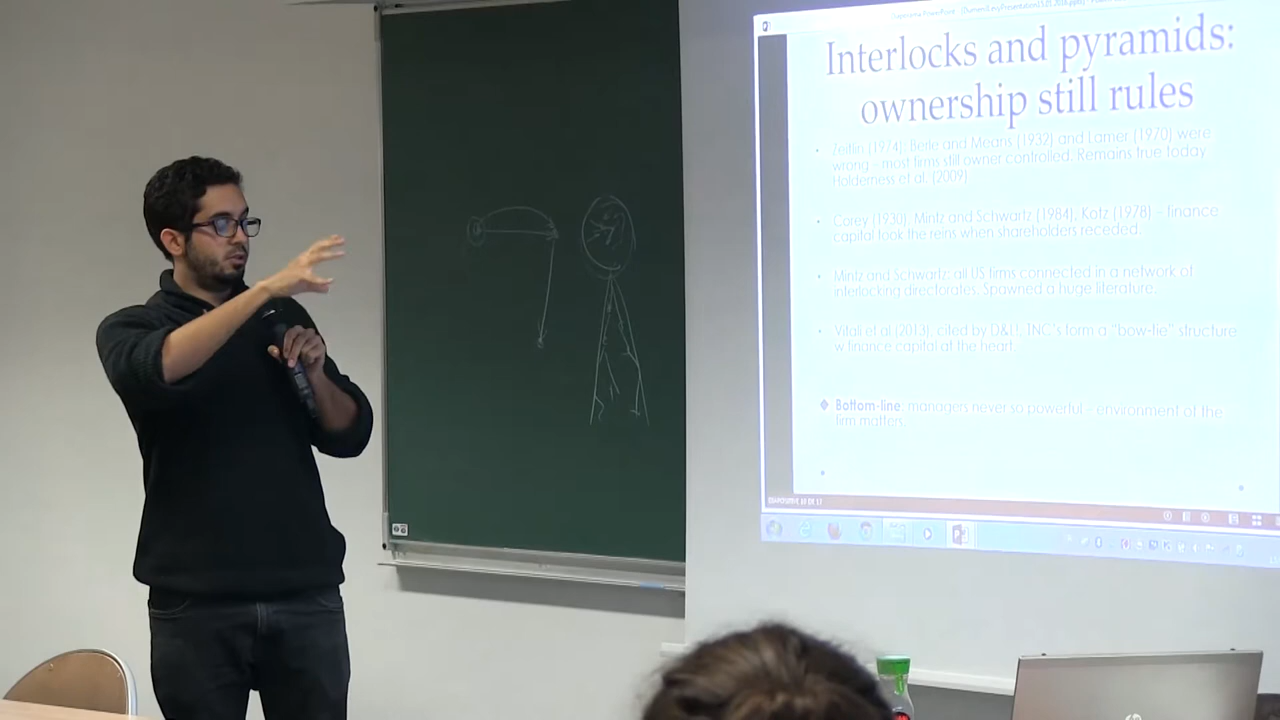 Interlocks and pyramids:
ownership still rules
Zeitlin (1974): Berle and Means (1932) and Larner (1970) were
wrong – most firms still owner controlled. Remains true today
Holderness et al. (2009)
Corey (1930), Mintz and Schwartz (1984), Kotz (1978) – finance
capital took the reins when shareholders receded.
Mintz and Schwartz: all US firms connected in a network of
interlocking directorates. Spawned a huge literature.
Vitali et al (2013), cited by D&L, INC's form a "bow-tie" structure
w finance capital at the heart.
Bottom-line: managers never so powerful – environment of the
firm matters.
hp